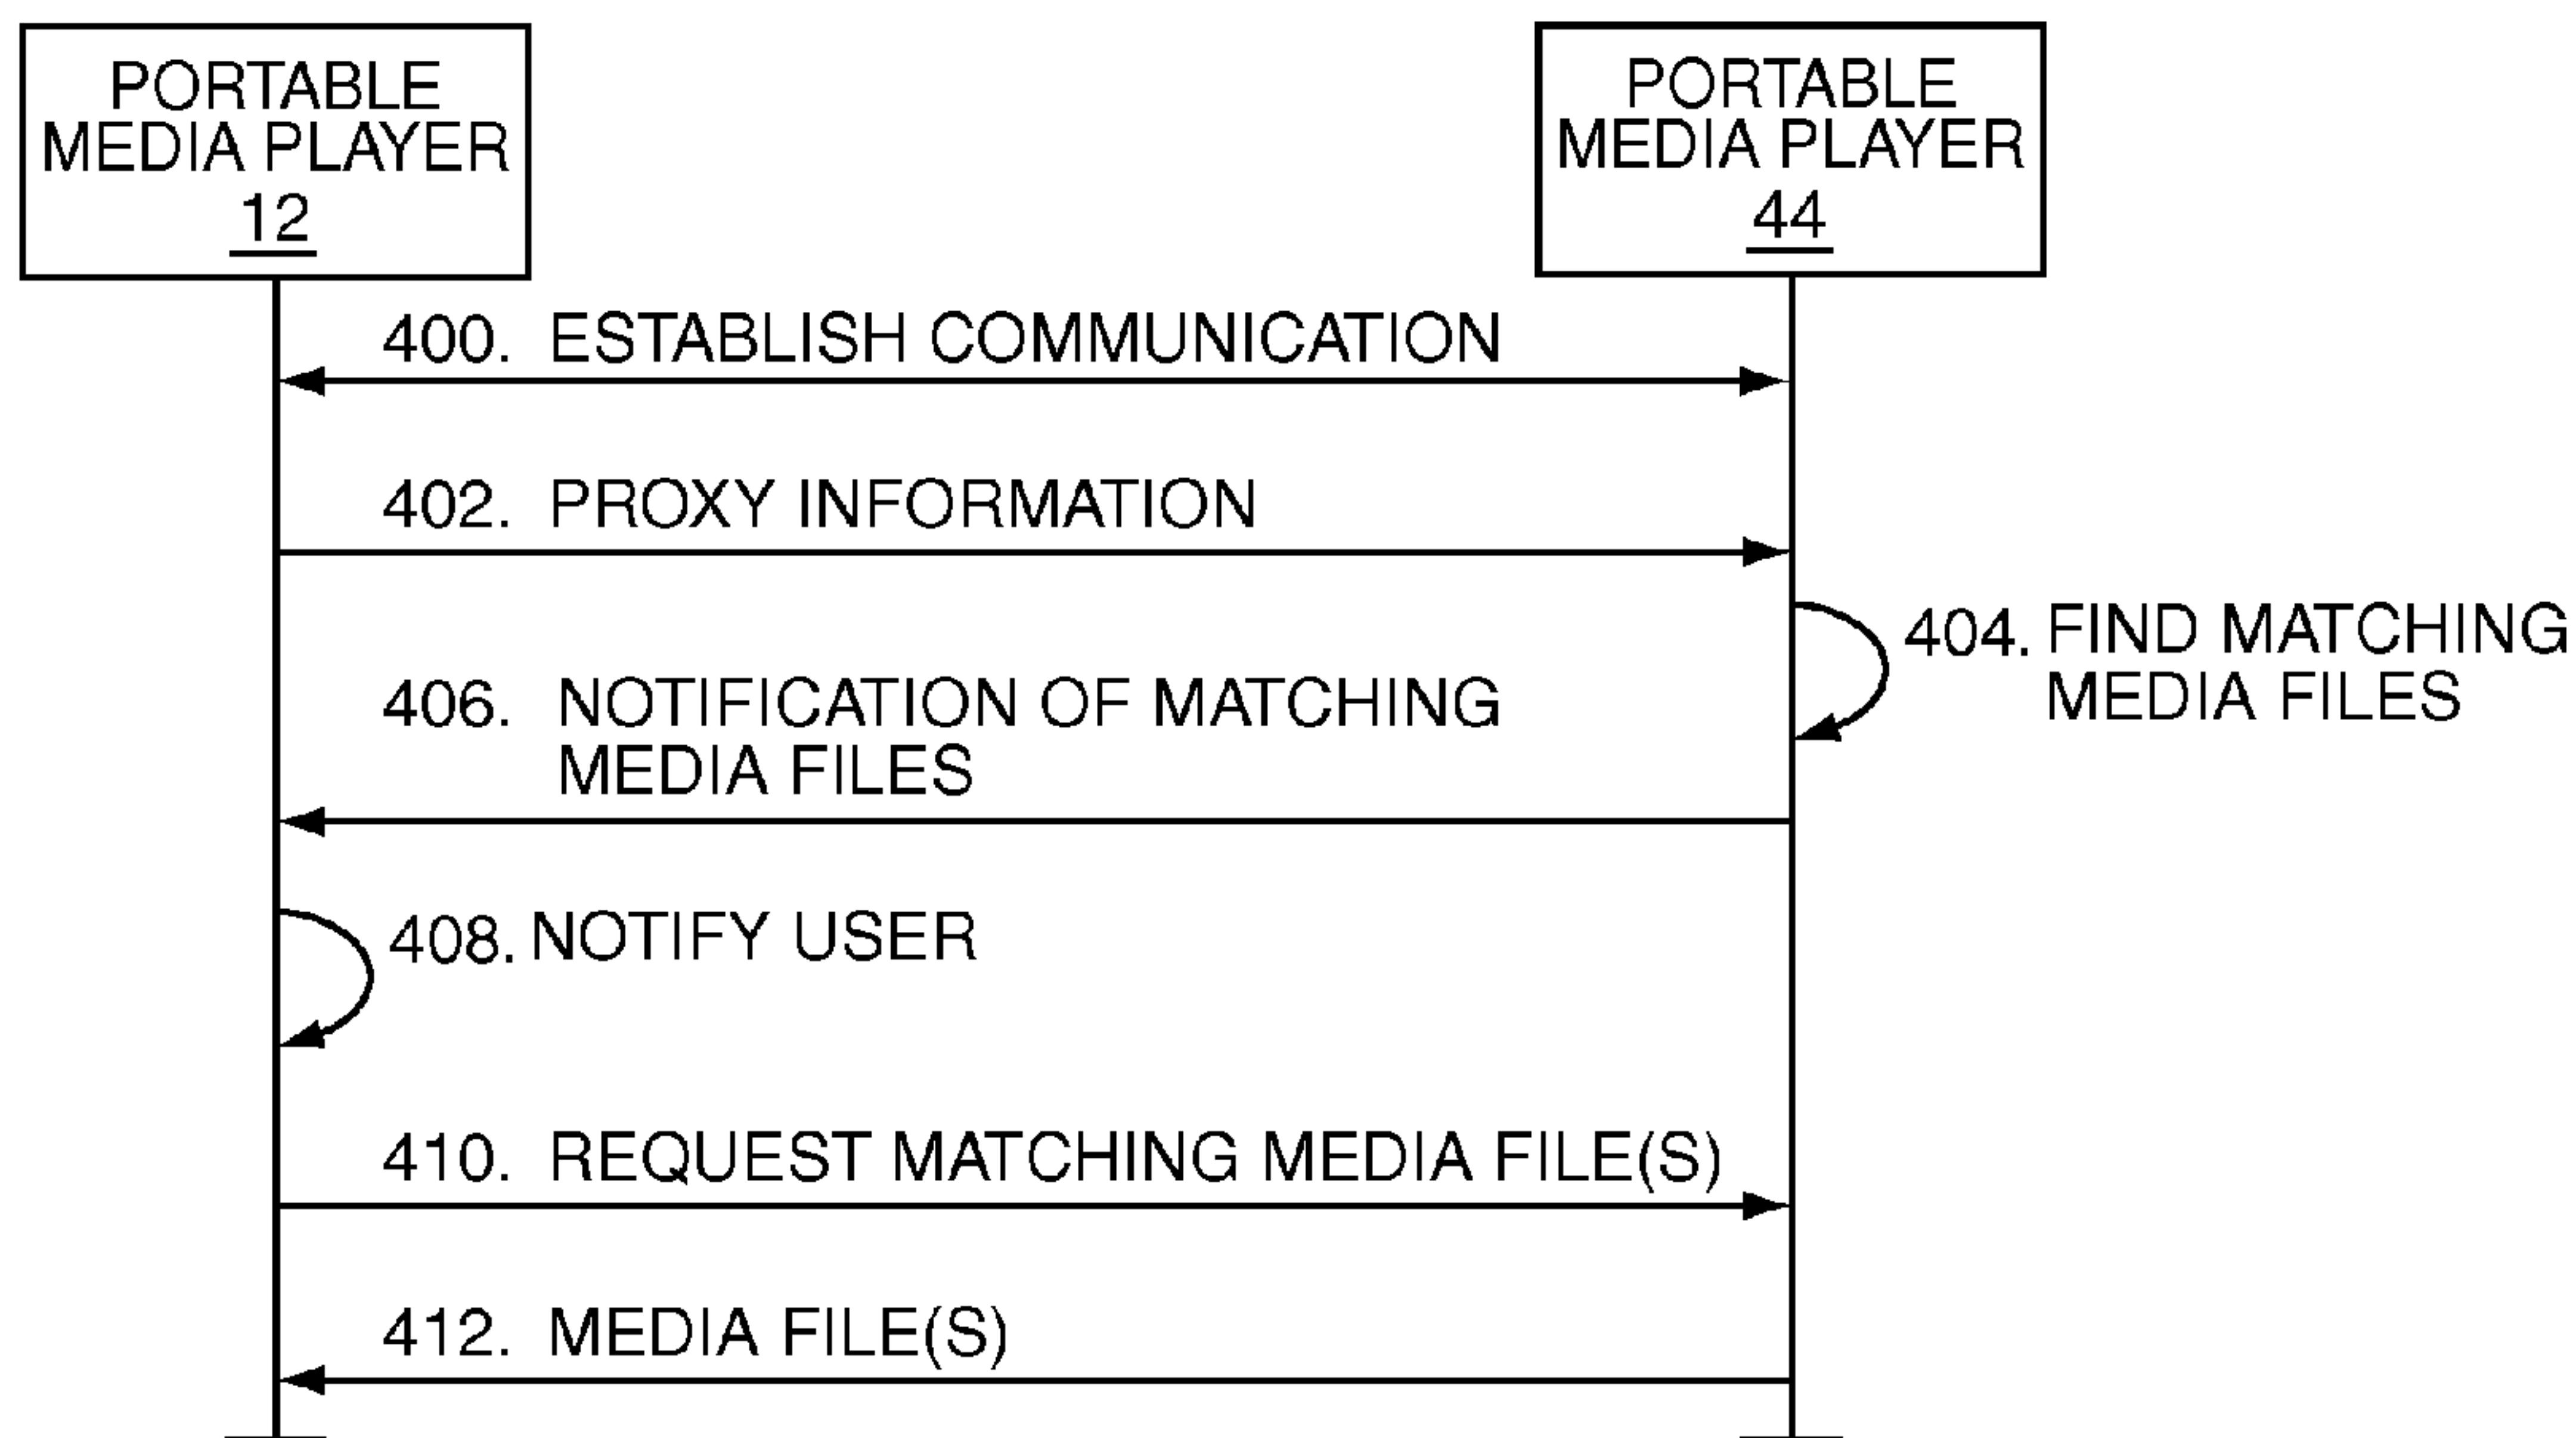 PORTABLE
MEDIA PLAYER
12
PORTABLE
MEDIA PLAYER
44
400. ESTABLISH COMMUNICATION
402. PROXY INFORMATION
404. FIND MATCHING
MEDIA FILES
406. NOTIFICATION OF MATCHING
MEDIA FILES
408. NOTIFY USER
410. REQUEST MATCHING MEDIA FILE(S)
412. MEDIA FILE(S)